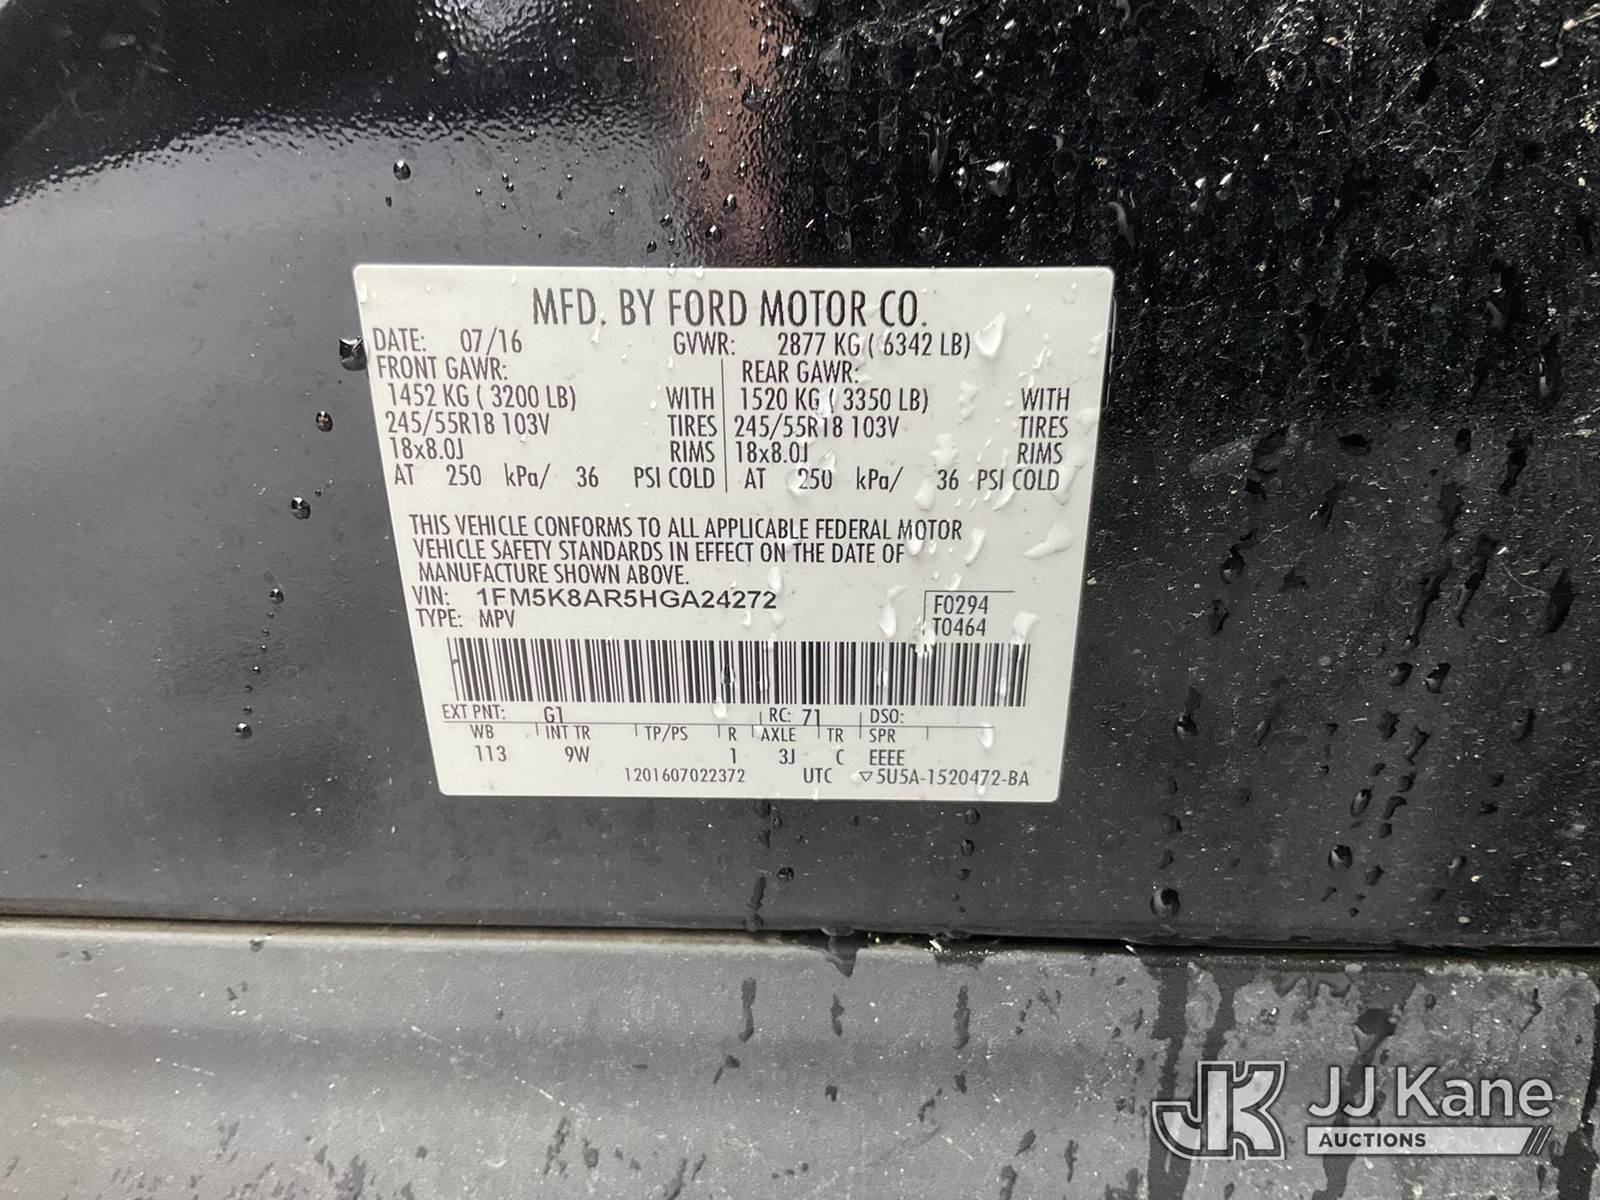 MFD. BY FORD MOTOR CO.
DATE: 07/16 GVWR: 2877 KG ( 6342 LB)
FRONT GAWR: REAR GAWR:
1452 KG ( 3200 LB) WITH 1520 KG ( 3350 LB) WITH
245/55R18 103V TIRES 245/55R18 103V TIRES
18x8.0J RIMS 18x8.0J RIMS
AT 250 kPa/ 36 PSI COLD AT 250 kPa/ 36 PSI COLD
THIS VEHICLE CONFORMS TO ALL APPLICABLE FEDERAL MOTOR
VEHICLE SAFETY STANDARDS IN EFFECT ON THE DATE OF
MANUFACTURE SHOWN ABOVE.
VIN: 1FM5K8AR5HGA24272 F0294
TYPE: MPV T0464
EXT PNT: G1 RC: 71 DSO:
WB INT TR TP/PS R AXLE TR SPR
113 9W 1 3J C EEEE
1201607022372 UTC ▽5U5A-1520472-BA
JK JJ Kane
AUCTIONS